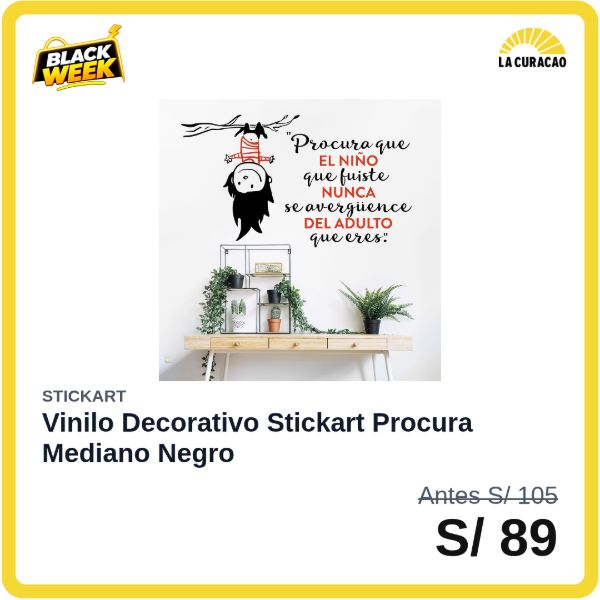 BLACK
WEEK
LA CURACAO
"Procura que
EL NIÑO
que fuiste
NUNCA
se avergüence
DEL ADULTO
que eres."
STICKART
Vinilo Decorativo Stickart Procura
Mediano Negro
Antes S/ 105
S/ 89